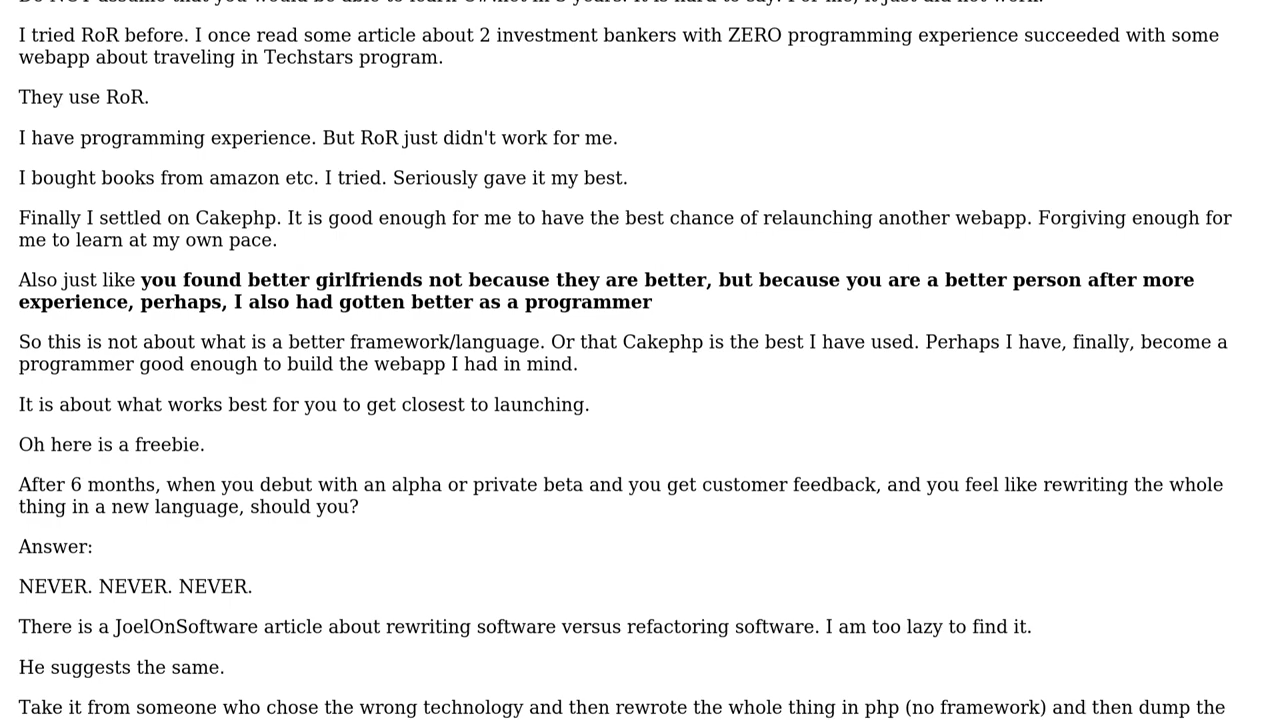 I tried RoR before. I once read some article about 2 investment bankers with ZERO programming experience succeeded with some
webapp about traveling in Techstars program.
They use RoR.
I have programming experience. But RoR just didn't work for me.
I bought books from amazon etc. I tried. Seriously gave it my best.
Finally I settled on Cakephp. It is good enough for me to have the best chance of relaunching another webapp. Forgiving enough for
me to learn at my own pace.
Also just like you found better girlfriends not because they are better, but because you are a better person after more
experience, perhaps, I also had gotten better as a programmer
So this is not about what is a better framework/language. Or that Cakephp is the best I have used. Perhaps I have, finally, become a
programmer good enough to build the webapp I had in mind.
It is about what works best for you to get closest to launching.
Oh here is a freebie.
After 6 months, when you debut with an alpha or private beta and you get customer feedback, and you feel like rewriting the whole
thing in a new language, should you?
Answer:
NEVER. NEVER. NEVER.
There is a JoelOnSoftware article about rewriting software versus refactoring software. I am too lazy to find it.
He suggests the same.
Take it from someone who chose the wrong technology and then rewrote the whole thing in php (no framework) and then dump the